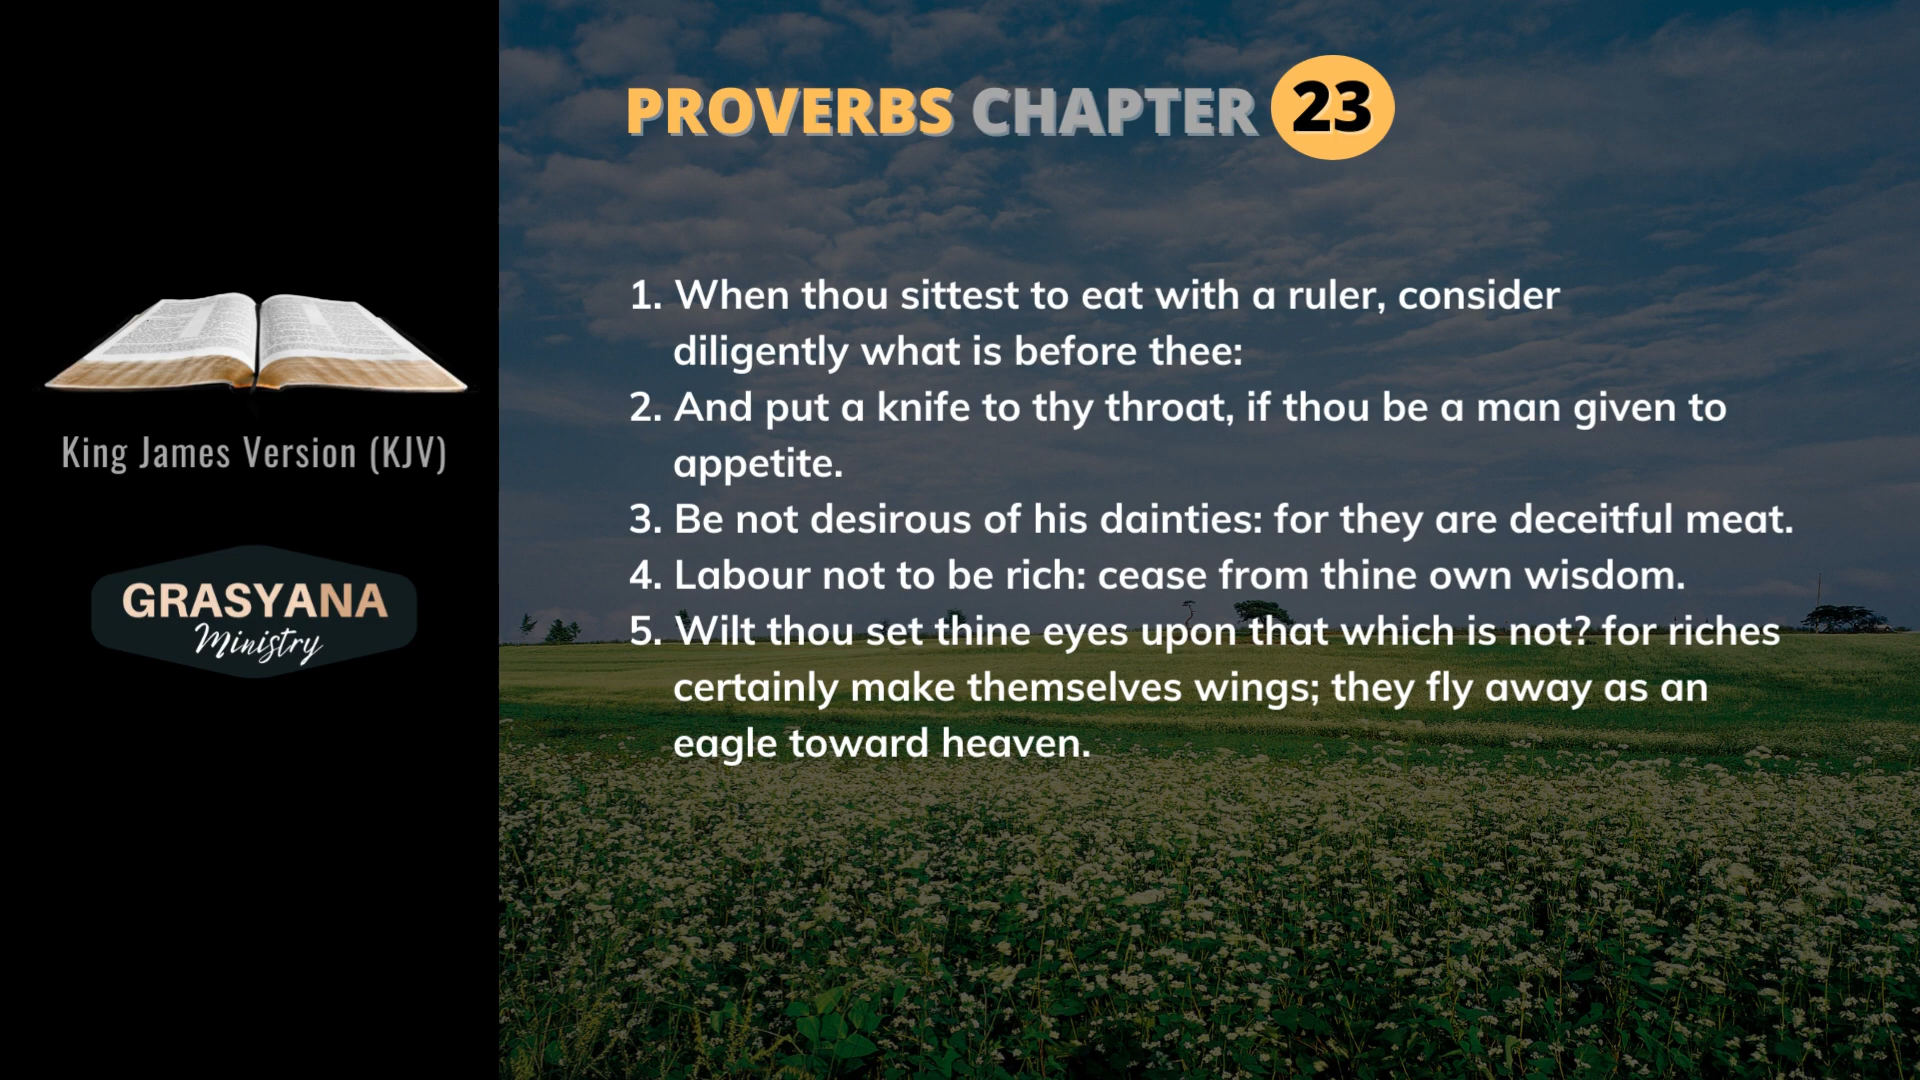 PROVERBS CHAPTER 23
1. When thou sittest to eat with a ruler, consider
diligently what is before thee:
2. And put a knife to thy throat, if thou be a man given to
appetite.
3. Be not desirous of his dainties: for they are deceitful meat.
4. Labour not to be rich: cease from thine own wisdom.
5. Wilt thou set thine eyes upon that which is not? for riches
certainly make themselves wings; they fly away as an
eagle toward heaven.
King James Version (KJV)
GRASYANA
Ministry